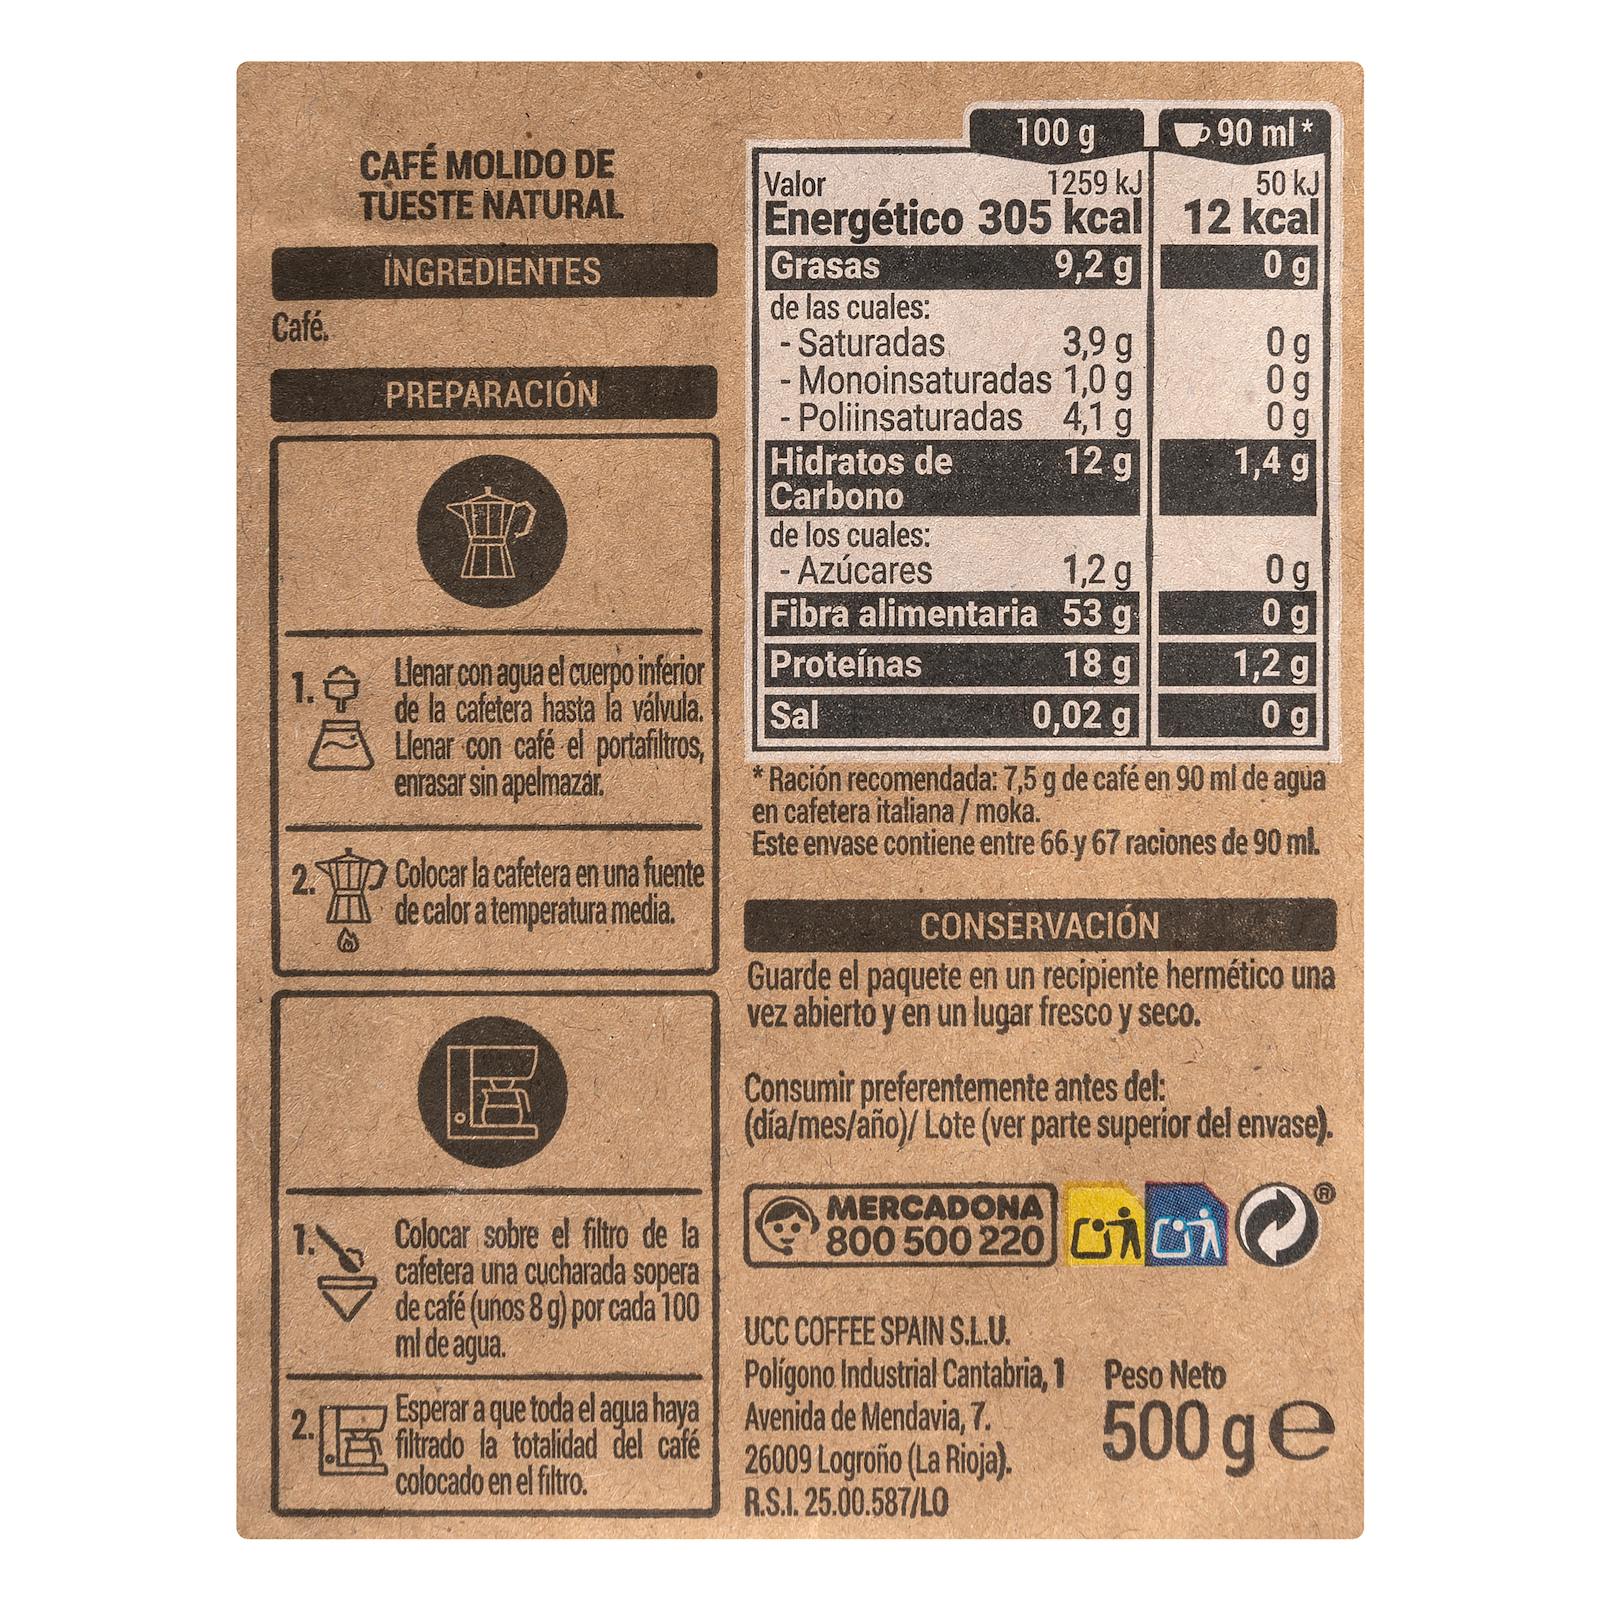 CAFÉ MOLIDO DE
TUESTE NATURAL
INGREDIENTES
Café.
PREPARACIÓN
1. Llenar con agua el cuerpo inferior
de la cafetera hasta la válvula.
Llenar con café el portafiltros,
enrasar sin apelmazar.
2. Colocar la cafetera en una fuente
de calor a temperatura media.
1. Colocar sobre el filtro de la
cafetera una cucharada sopera
de café (unos 8 g) por cada 100
ml de agua.
2. Esperar a que toda el agua haya
filtrado la totalidad del café
colocado en el filtro.
100 g 90 ml*
Valor 1259 kJ 50 kJ
Energético 305 kcal 12 kcal
Grasas 9,2 g 0 g
de las cuales:
- Saturadas 3,9 g 0 g
- Monoinsaturadas 1,0 g 0 g
- Poliinsaturadas 4,1 g 0 g
Hidratos de 12 g 1,4 g
Carbono
de los cuales:
- Azúcares 1,2 g 0 g
Fibra alimentaria 53 g 0 g
Proteínas 18 g 1,2 g
Sal 0,02 g 0 g
* Ración recomendada: 7,5 g de café en 90 ml de agua
en cafetera italiana / moka.
Este envase contiene entre 66 y 67 raciones de 90 ml.
CONSERVACIÓN
Guarde el paquete en un recipiente hermético una
vez abierto y en un lugar fresco y seco.
Consumir preferentemente antes del:
(día/mes/año)/ Lote (ver parte superior del envase).
MERCADONA
800 500 220
®
UCC COFFEE SPAIN S.L.U.
Polígono Industrial Cantabria, 1
Avenida de Mendavia, 7.
26009 Logroño (La Rioja).
R.S.I. 25.00.587/LO
Peso Neto
500 g e